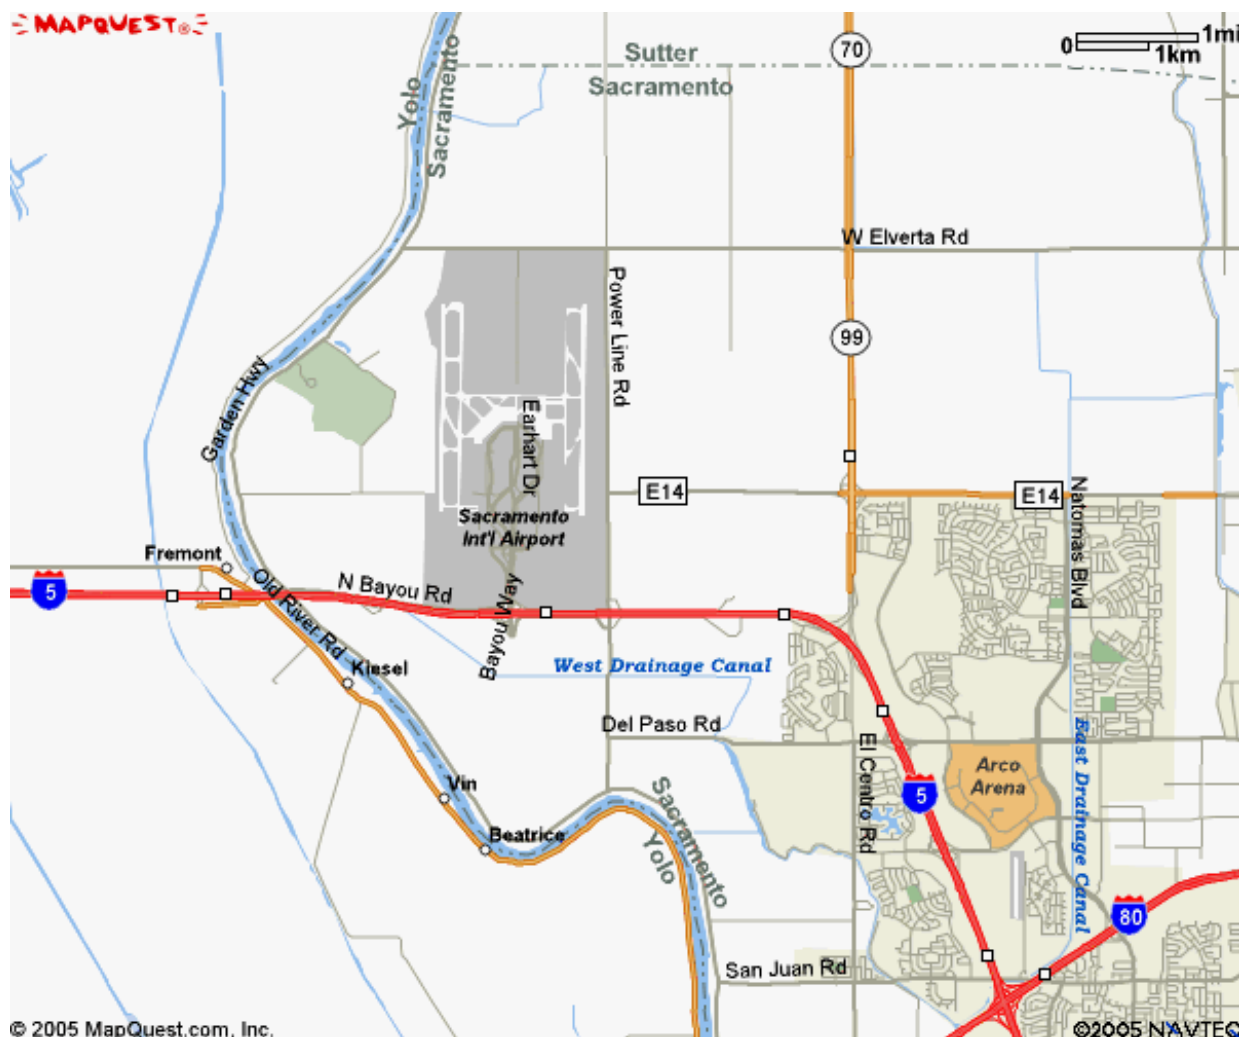 MAPQUEST®
Sutter
Sacramento
Yolo
Sacramento
70
0
1mi
1km
W Elverta Rd
Power Line Rd
99
Garden Hwy
Earhart Dr
E14
E14
Natomas Blvd
Sacramento
Int'l Airport
Fremont
5
Old River Rd
N Bayou Rd
Bayou Way
Kiesel
West Drainage Canal
Del Paso Rd
El Centro Rd
East Drainage Canal
Arco
Arena
5
Vin
Beatrice
Sacramento
Yolo
80
San Juan Rd
© 2005 MapQuest.com, Inc.
©2005 NAVTEQ